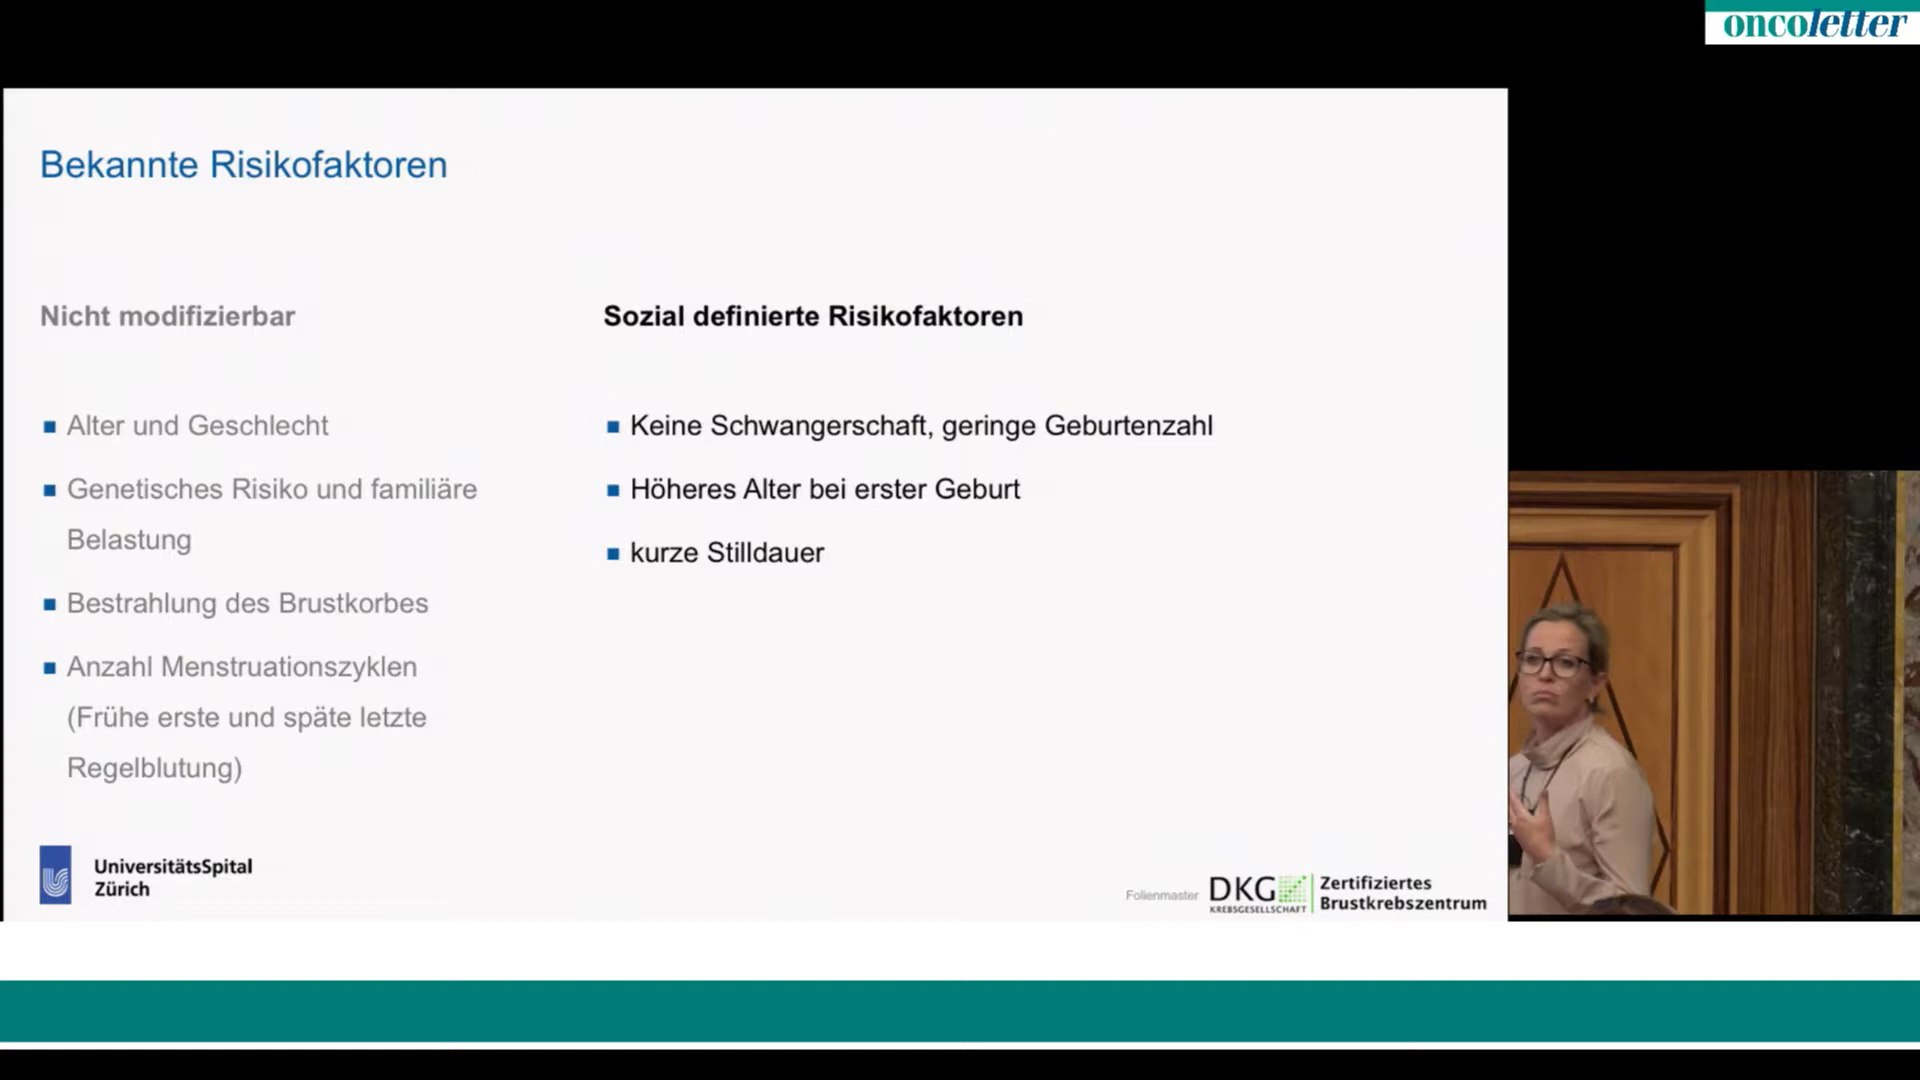 oncoletter
Bekannte Risikofaktoren
Nicht modifizierbar
Alter und Geschlecht
Genetisches Risiko und familiäre
Belastung
Bestrahlung des Brustkorbes
Anzahl Menstruationszyklen
(Frühe erste und späte letzte
Regelblutung)
Sozial definierte Risikofaktoren
Keine Schwangerschaft, geringe Geburtenzahl
Höheres Alter bei erster Geburt
kurze Stilldauer
UniversitätsSpital
Zürich
Folienmaster
DKG
KREBSGESELLSCHAFT
Zertifiziertes
Brustkrebszentrum